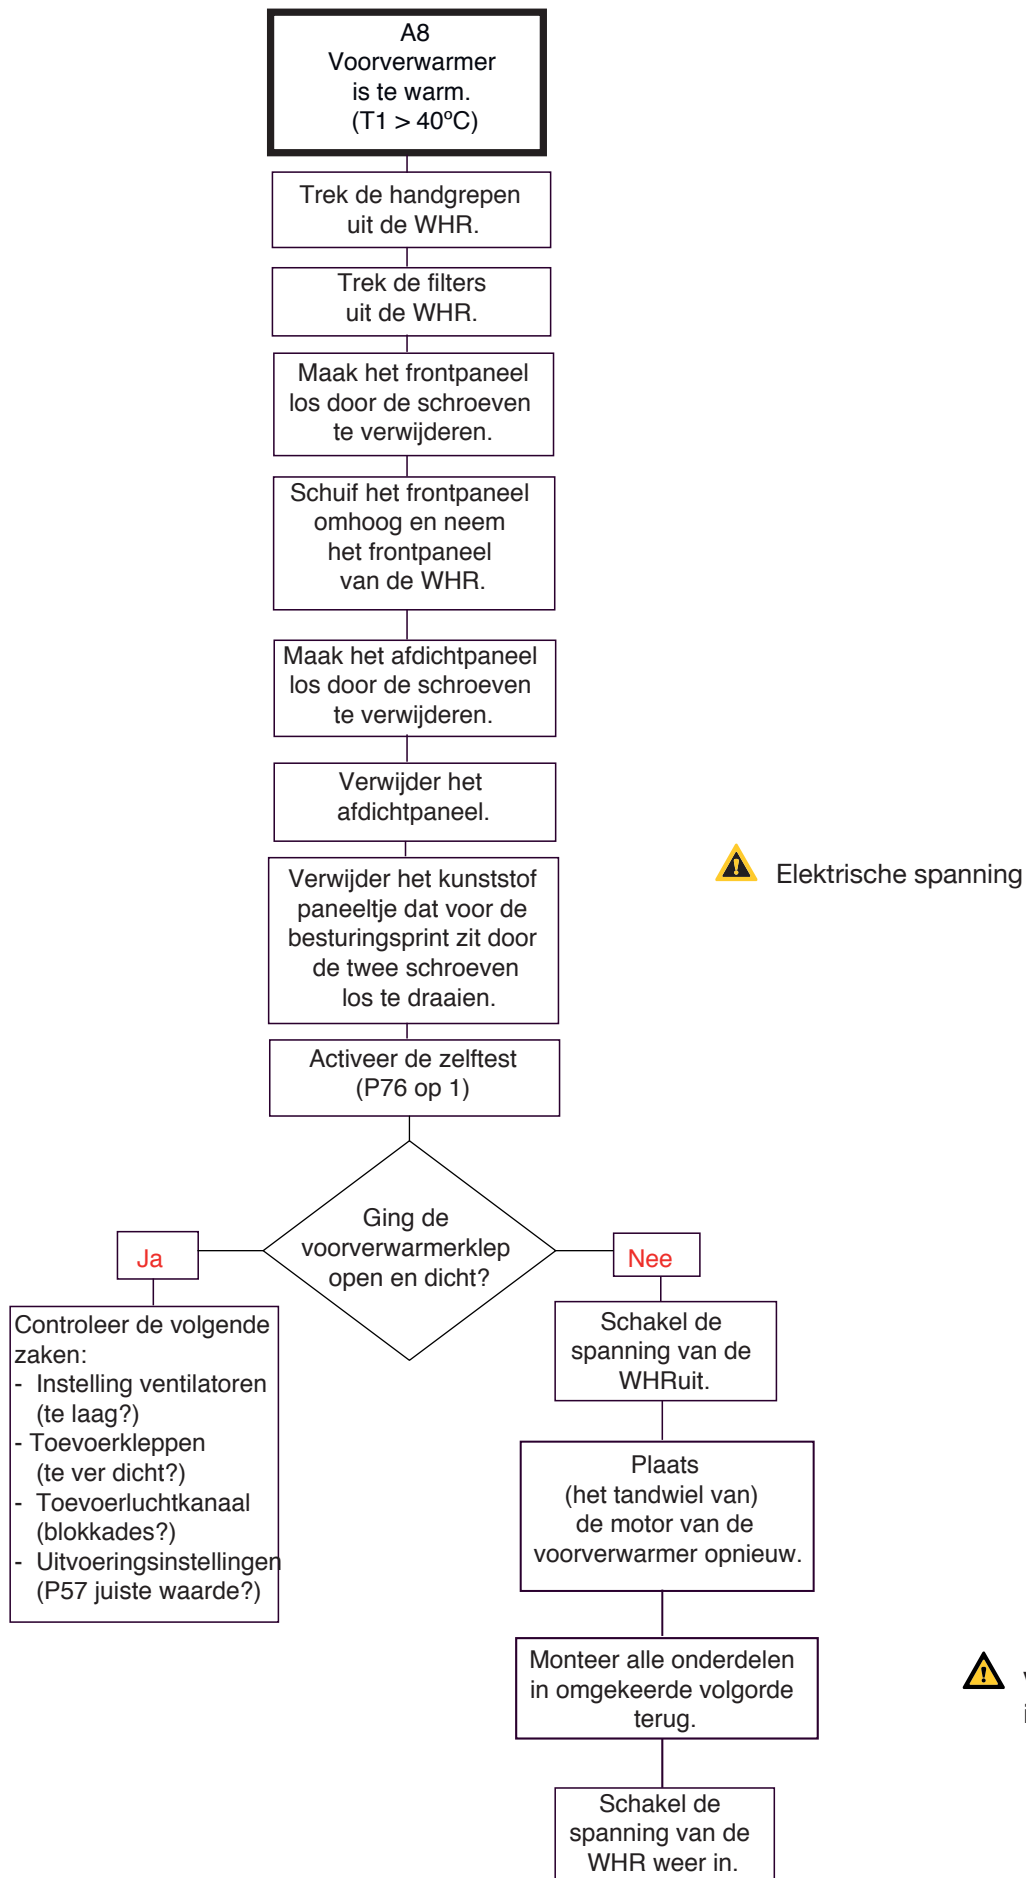 A8
Voorverwarmer
is te warm.
(T1 > 40ºC)
Trek de handgrepen
uit de WHR.
Trek de filters
uit de WHR.
Maak het frontpaneel
los door de schroeven
te verwijderen.
Schuif het frontpaneel
omhoog en neem
het frontpaneel
van de WHR.
Maak het afdichtpaneel
los door de schroeven
te verwijderen.
Verwijder het
afdichtpaneel.
Elektrische spanning
Verwijder het kunststof
paneeltje dat voor de
besturingsprint zit door
de twee schroeven
los te draaien.
Activeer de zelftest
(P76 op 1)
Ging de
voorverwarmerklep
open en dicht?
Ja
Nee
Controleer de volgende
zaken:
- Instelling ventilatoren
(te laag?)
- Toevoerkleppen
(te ver dicht?)
- Toevoerluchtkanaal
(blokkades?)
- Uitvoeringsinstellingen
(P57 juiste waarde?)
Schakel de
spanning van de
WHRuit.
Plaats
(het tandwiel van)
de motor van de
voorverwarmer opnieuw.
Monteer alle onderdelen
in omgekeerde volgorde
terug.
Schakel de
spanning van de
WHR weer in.